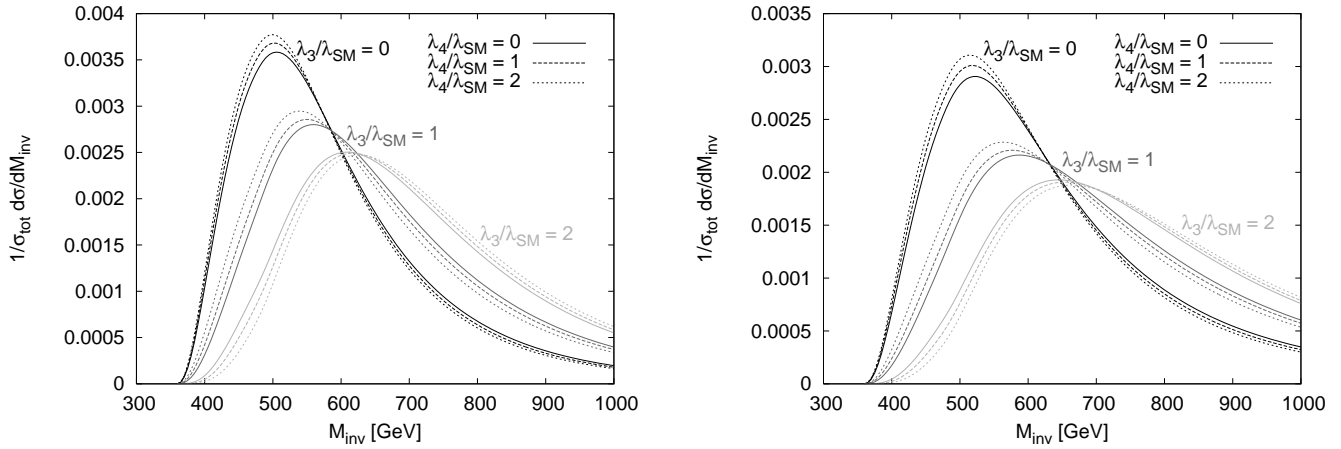 0.004
0.0035
0.003
0.0025
0.002
0.0015
0.001
0.0005
0
1/σtot dσ/dMinv
300 400 500 600 700 800 900 1000
Minv [GeV]
λ3/λSM = 0
λ3/λSM = 1
λ3/λSM = 2
λ4/λSM = 0
λ4/λSM = 1
λ4/λSM = 2
0.0035
0.003
0.0025
0.002
0.0015
0.001
0.0005
0
1/σtot dσ/dMinv
300 400 500 600 700 800 900 1000
Minv [GeV]
λ3/λSM = 0
λ3/λSM = 1
λ3/λSM = 2
λ4/λSM = 0
λ4/λSM = 1
λ4/λSM = 2